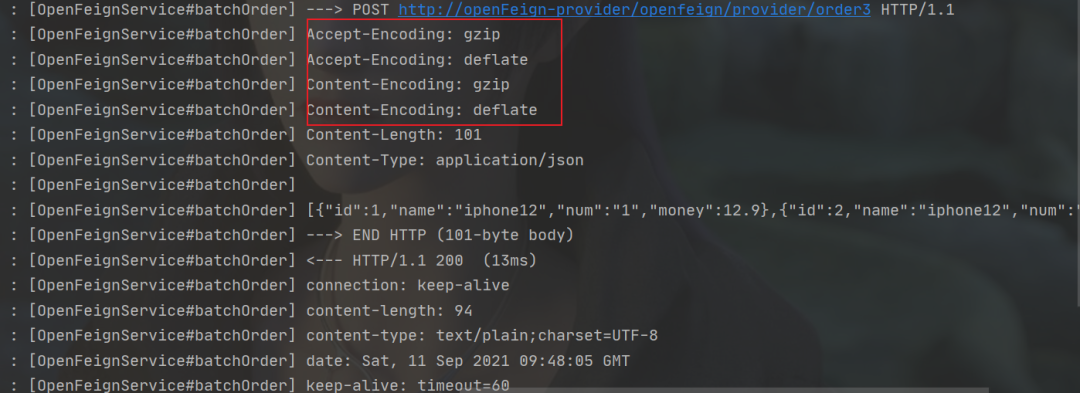 : [OpenFeignService#batchOrder] ---> POST http://openFeign-provider/openfeign/provider/order3 HTTP/1.1
: [OpenFeignService#batchOrder] Accept-Encoding: gzip
: [OpenFeignService#batchOrder] Accept-Encoding: deflate
: [OpenFeignService#batchOrder] Content-Encoding: gzip
: [OpenFeignService#batchOrder] Content-Encoding: deflate
: [OpenFeignService#batchOrder] Content-Length: 101
: [OpenFeignService#batchOrder] Content-Type: application/json
: [OpenFeignService#batchOrder]
: [OpenFeignService#batchOrder] [{"id":1,"name":"iphone12","num":"1","money":12.9},{"id":2,"name":"iphone12","num":"
: [OpenFeignService#batchOrder] ---> END HTTP (101-byte body)
: [OpenFeignService#batchOrder] <--- HTTP/1.1 200 (13ms)
: [OpenFeignService#batchOrder] connection: keep-alive
: [OpenFeignService#batchOrder] content-length: 94
: [OpenFeignService#batchOrder] content-type: text/plain;charset=UTF-8
: [OpenFeignService#batchOrder] date: Sat, 11 Sep 2021 09:48:05 GMT
: [OpenFeignService#batchOrder] keep-alive: timeout=60